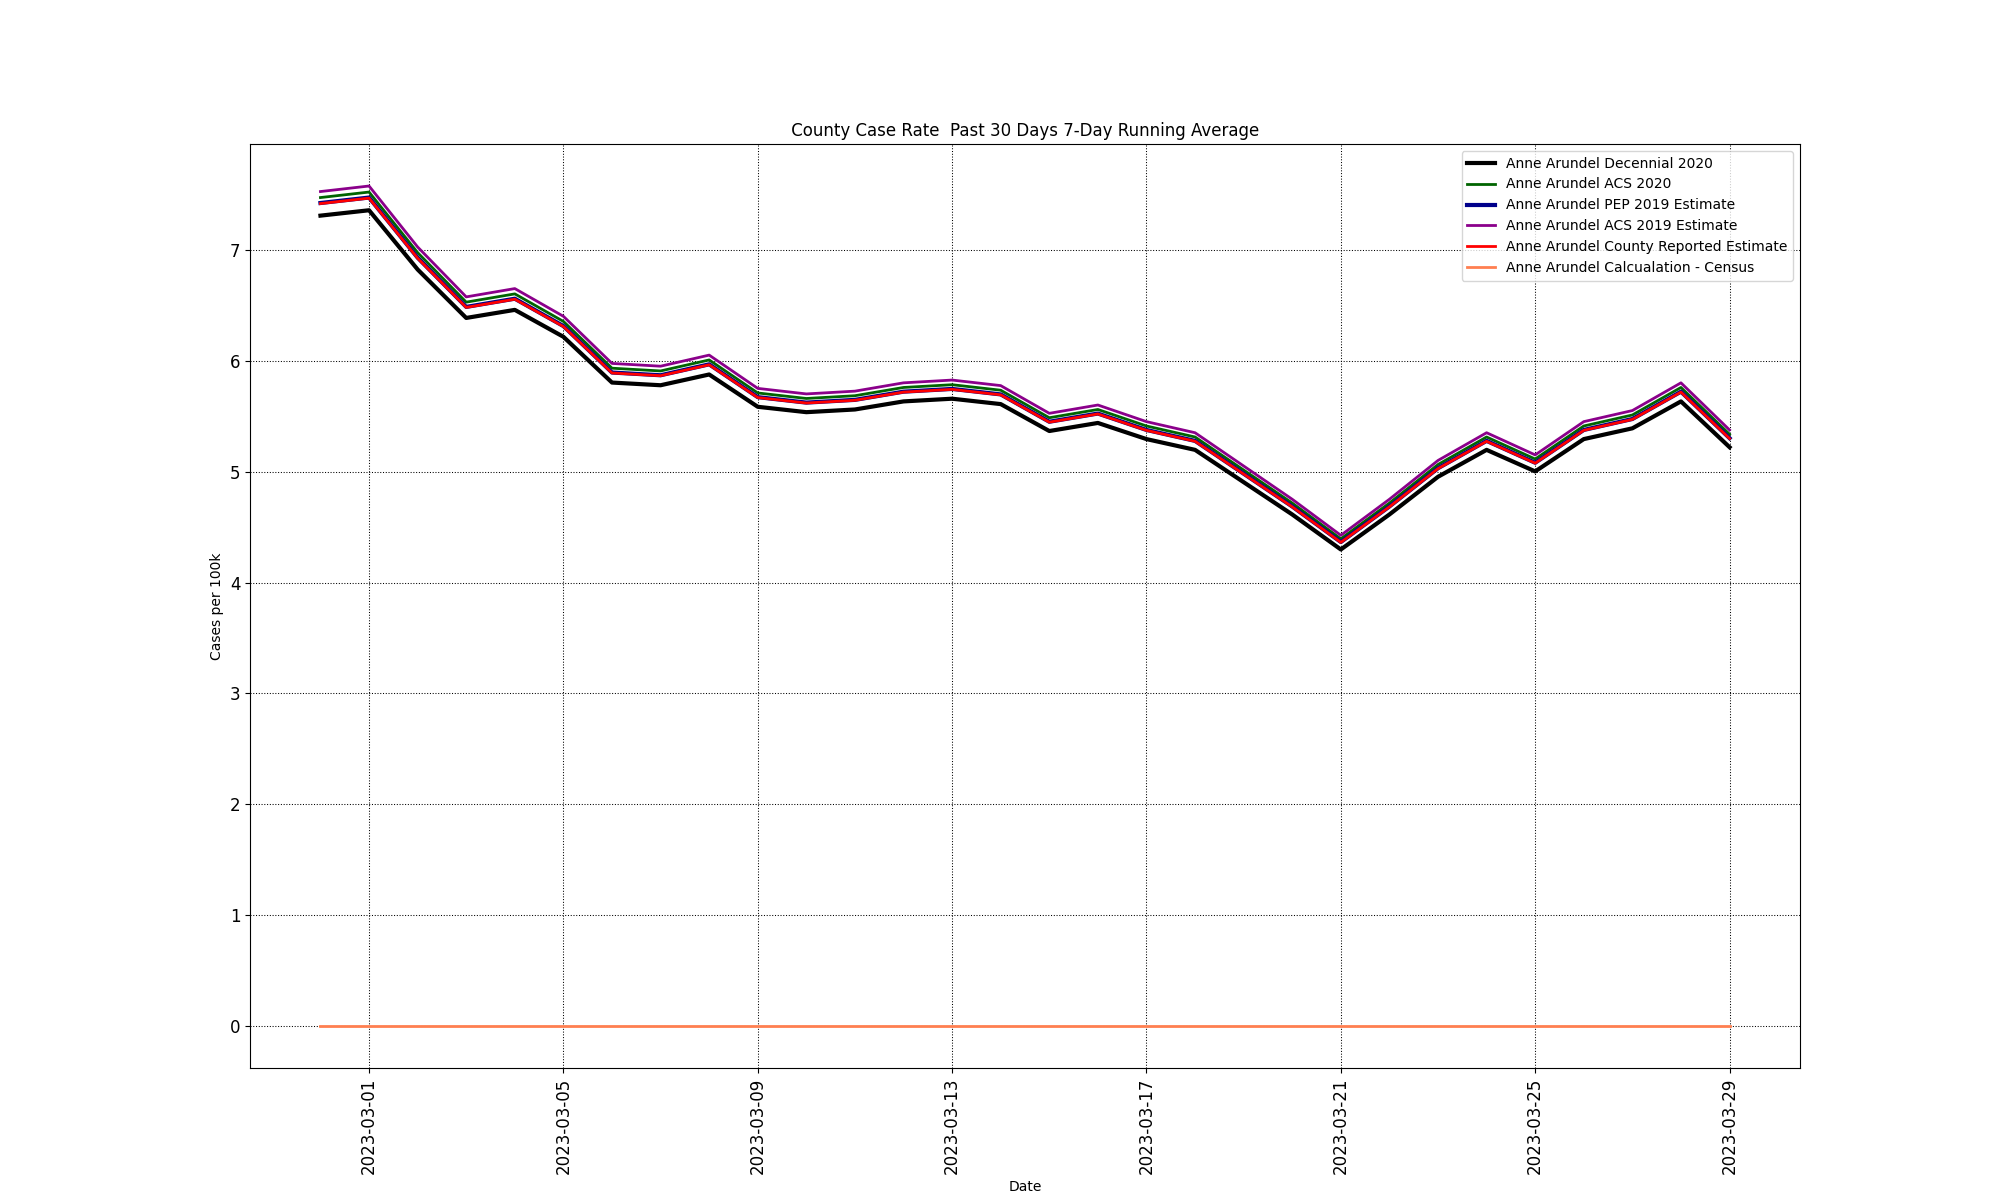 County Case Rate  Past 30 Days 7-Day Running Average
Anne Arundel Decennial 2020
Anne Arundel ACS 2020
Anne Arundel PEP 2019 Estimate
Anne Arundel ACS 2019 Estimate
Anne Arundel County Reported Estimate
Anne Arundel Calcualation - Census
Cases per 100k
7
6
5
4
3
2
1
0
2023-03-01
2023-03-05
2023-03-09
2023-03-13
2023-03-17
2023-03-21
2023-03-25
2023-03-29
Date